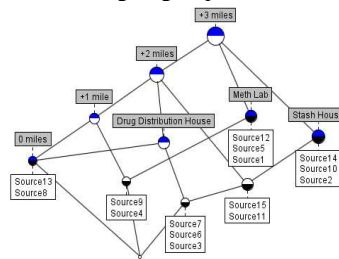 +3 miles
+2 miles
+1 mile
Meth Lab
Drug Distribution House
Stash Hous
0 miles
Source12
Source5
Source1
Source14
Source10
Source2
Source13
Source8
Source9
Source4
Source15
Source11
Source7
Source6
Source3